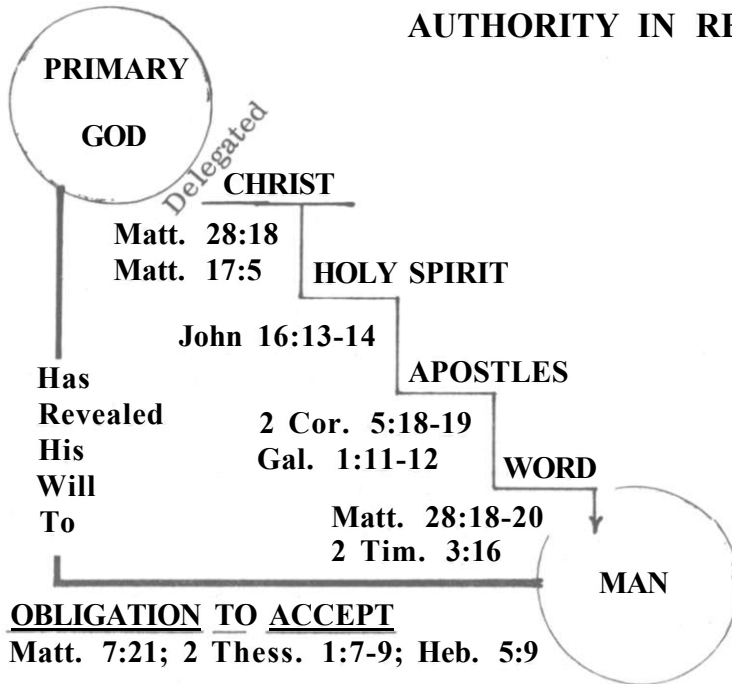 AUTHORITY IN
PRIMARY
GOD
Delegated
CHRIST
Matt. 28:18
Matt. 17:5
HOLY SPIRIT
John 16:13-14
APOSTLES
2 Cor. 5:18-19
Gal. 1:11-12
WORD
Matt. 28:18-20
2 Tim. 3:16
MAN
Has
Revealed
His
Will
To
OBLIGATION TO ACCEPT
Matt. 7:21; 2 Thess. 1:7-9; Heb. 5:9